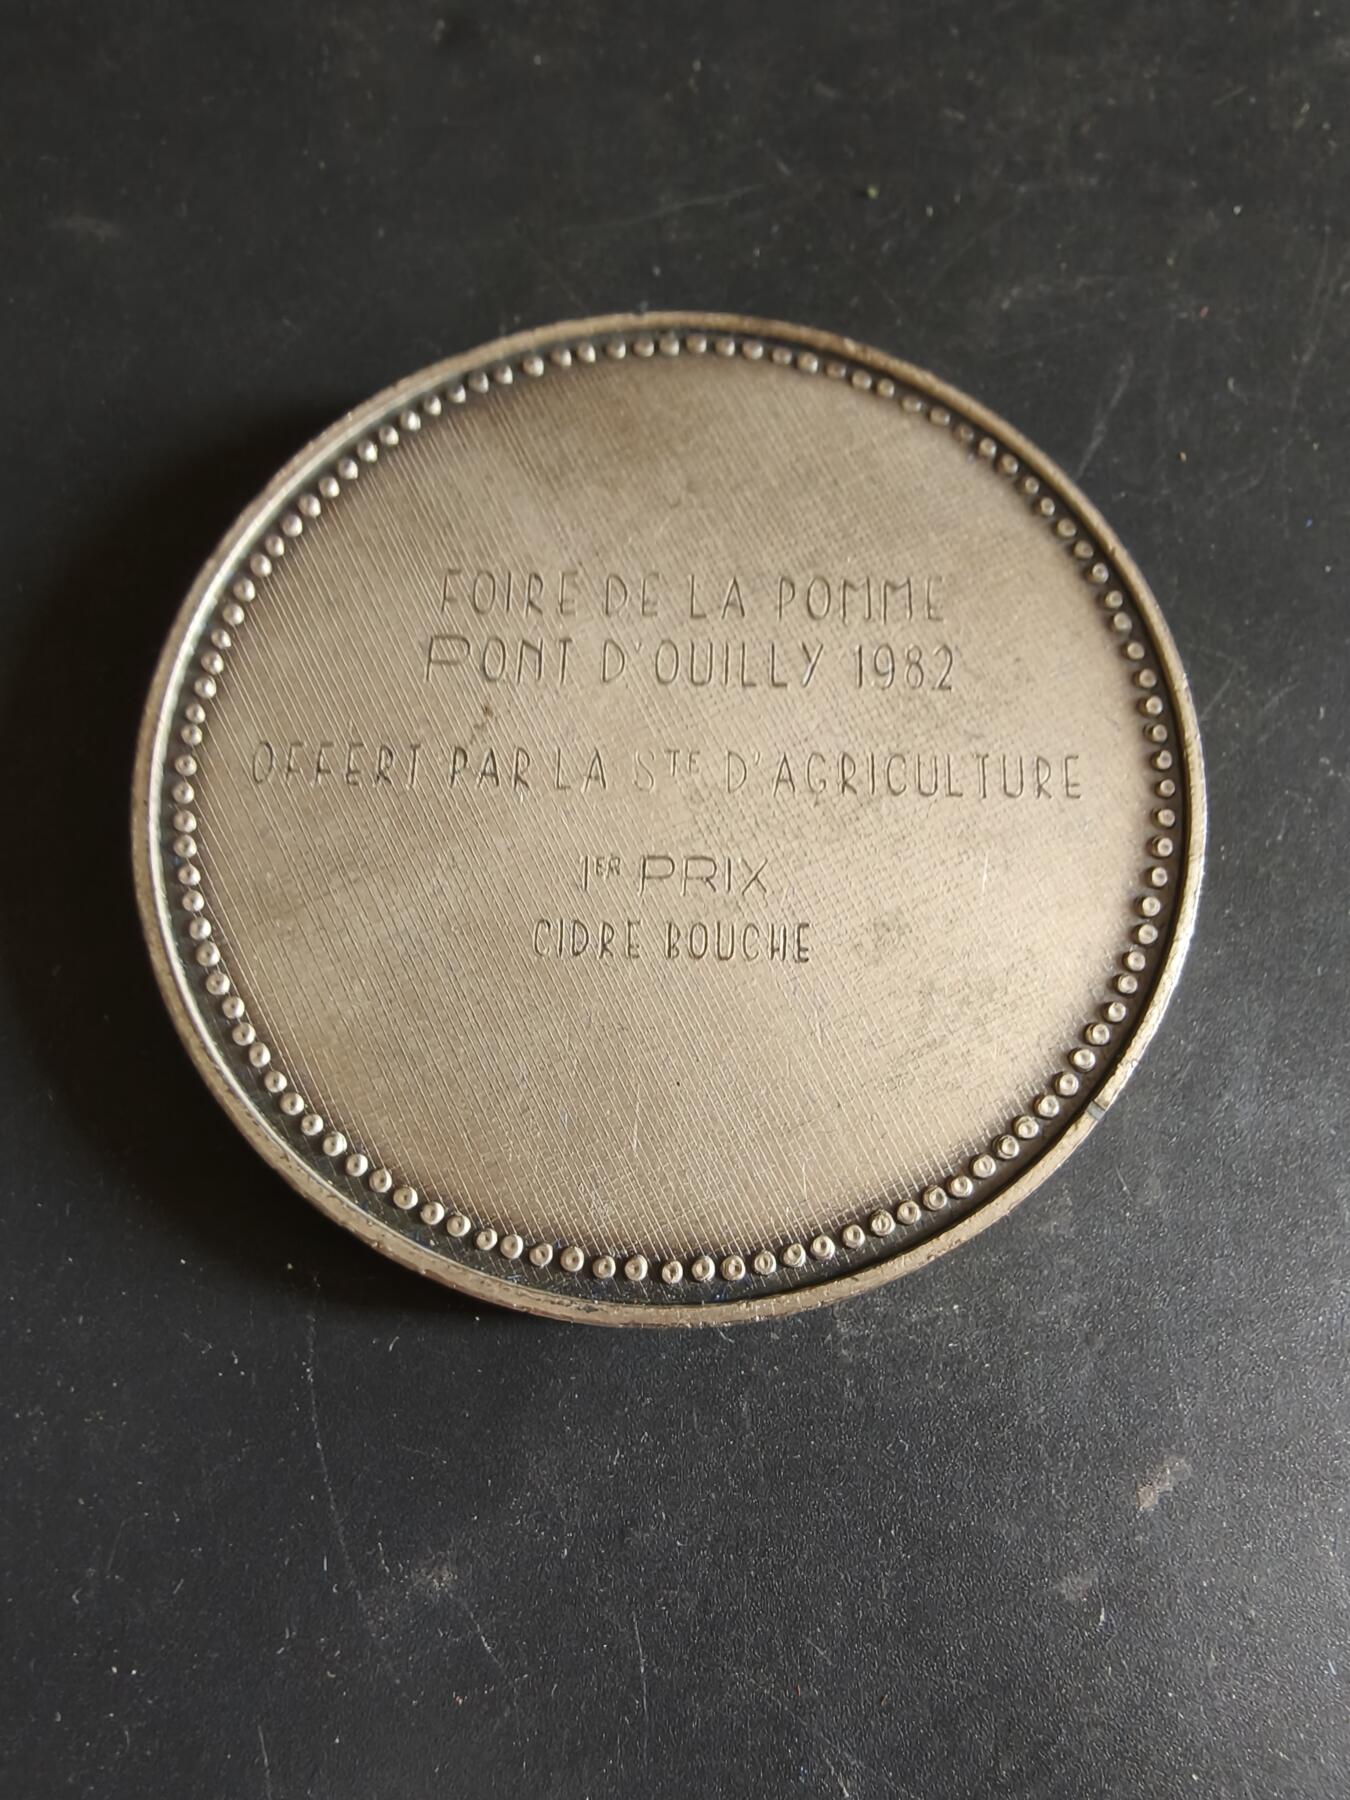 FOIRE DE LA POMME
PONT D'OUILLY 1982
OFFERT PAR LA STE D'AGRICULTURE
1ER PRIX
CIDRE BOUCHE